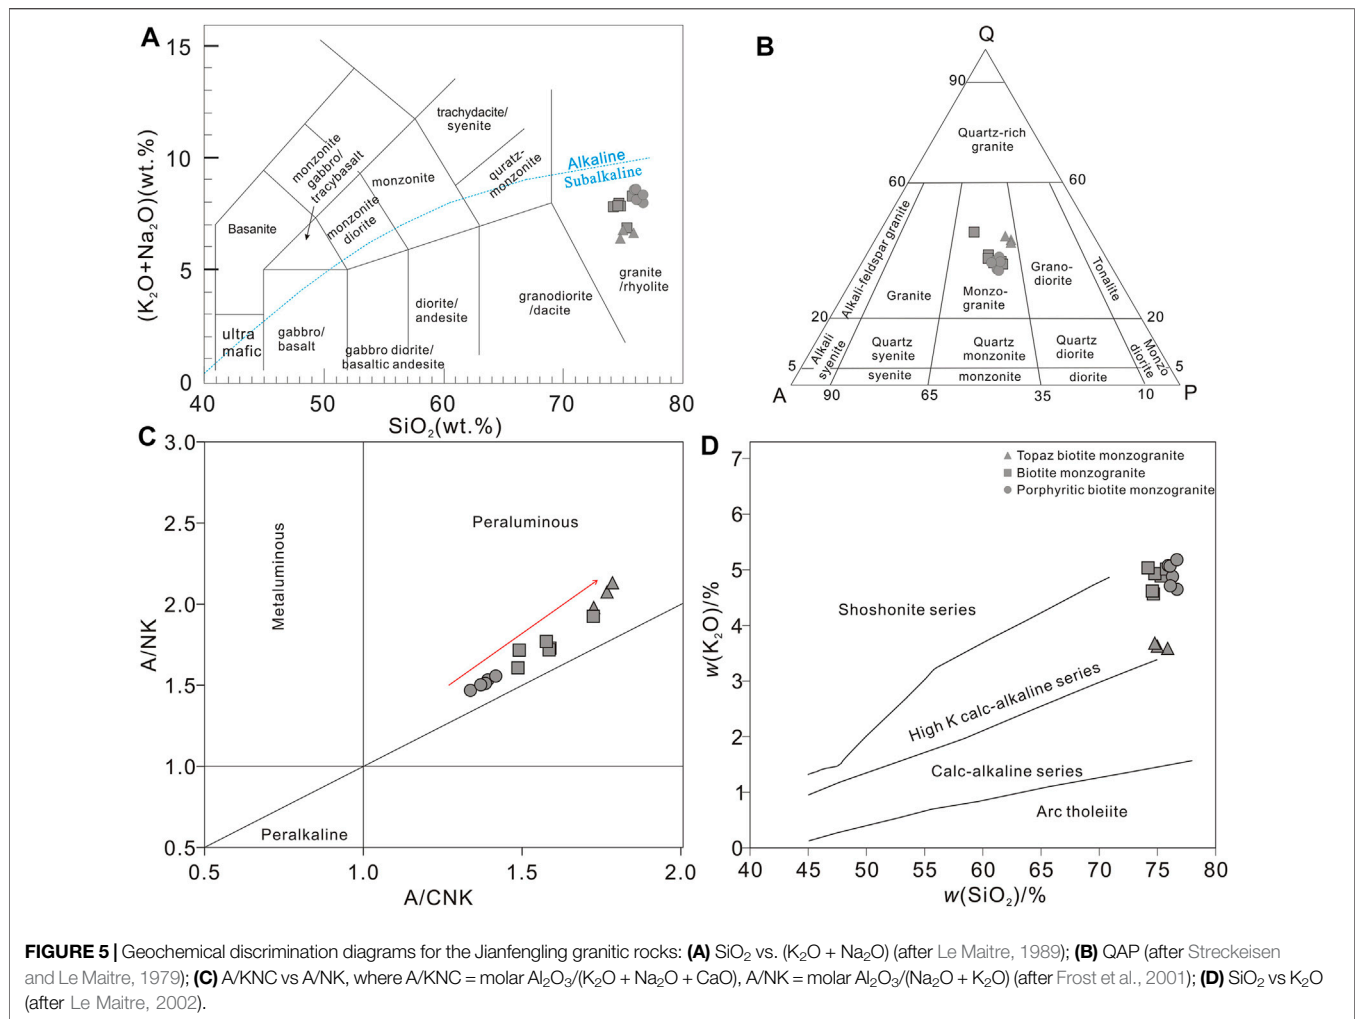 A
15
10
5
0
(K2O+Na2O)(wt.%)
40
50
60
70
80
SiO2(wt.%)
trachydacite/
syenite
monzonite
gabbro/
tracybasalt
monzonite
quratz-
monzonite
Alkaline
Subalkaline
Basanite
monzonite
diorite
ultra
mafic
gabbro/
basalt
gabbro diorite/
basaltic andesite
diorite/
andesite
granodiorite
/dacite
granite
/rhyolite
B
Q
90
Quartz-rich
granite
60
60
Alkali-feldspar granite
Granite
Monzo-
granite
Grano-
diorite
Tonalite
20
20
Alkali
syenite
Quartz
syenite
Quartz
monzonite
Quartz
diorite
Monzo
diorite
5
5
syenite
monzonite
diorite
A
90
65
35
10
P
C
3.0
2.5
2.0
1.5
1.0
0.5
A/NK
Metaluminous
Peraluminous
Peralkaline
0.5
1.0
1.5
2.0
A/CNK
D
7
6
5
4
3
2
1
0
w(K2O)/%
Topaz biotite monzogranite
Biotite monzogranite
Porphyritic biotite monzogranite
Shoshonite series
High K calc-alkaline series
Calc-alkaline series
Arc tholeiite
40
45
50
55
60
65
70
75
80
w(SiO2)/%
FIGURE 5 | Geochemical discrimination diagrams for the Jianfengling granitic rocks: (A) SiO2 vs. (K2O + Na2O) (after Le Maitre, 1989); (B) QAP (after Streckeisen
and Le Maitre, 1979); (C) A/KNC vs A/NK, where A/KNC = molar Al2O3/(K2O + Na2O + CaO), A/NK = molar Al2O3/(Na2O + K2O) (after Frost et al., 2001); (D) SiO2 vs K2O
(after Le Maitre, 2002).